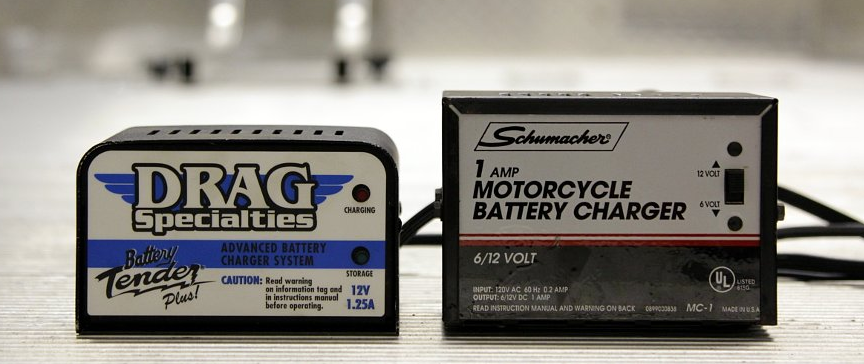 DRAG
Specialties
CHARGING
Battery
Tender®
Plus!
ADVANCED BATTERY
CHARGER SYSTEM
STORAGE
CAUTION: Read warning
on information tag and
in instructions manual
before operating.
12V
1.25A
Schumacher®
1 AMP
MOTORCYCLE
BATTERY CHARGER
12 VOLT
6 VOLT
6/12 VOLT
INPUT: 120V AC 60 Hz 0.2 AMP
OUTPUT: 6/12V DC 1 AMP
READ INSTRUCTION MANUAL AND WARNING ON BACK
0899003838
MC-1
MADE IN U.S.A
UL
LISTED